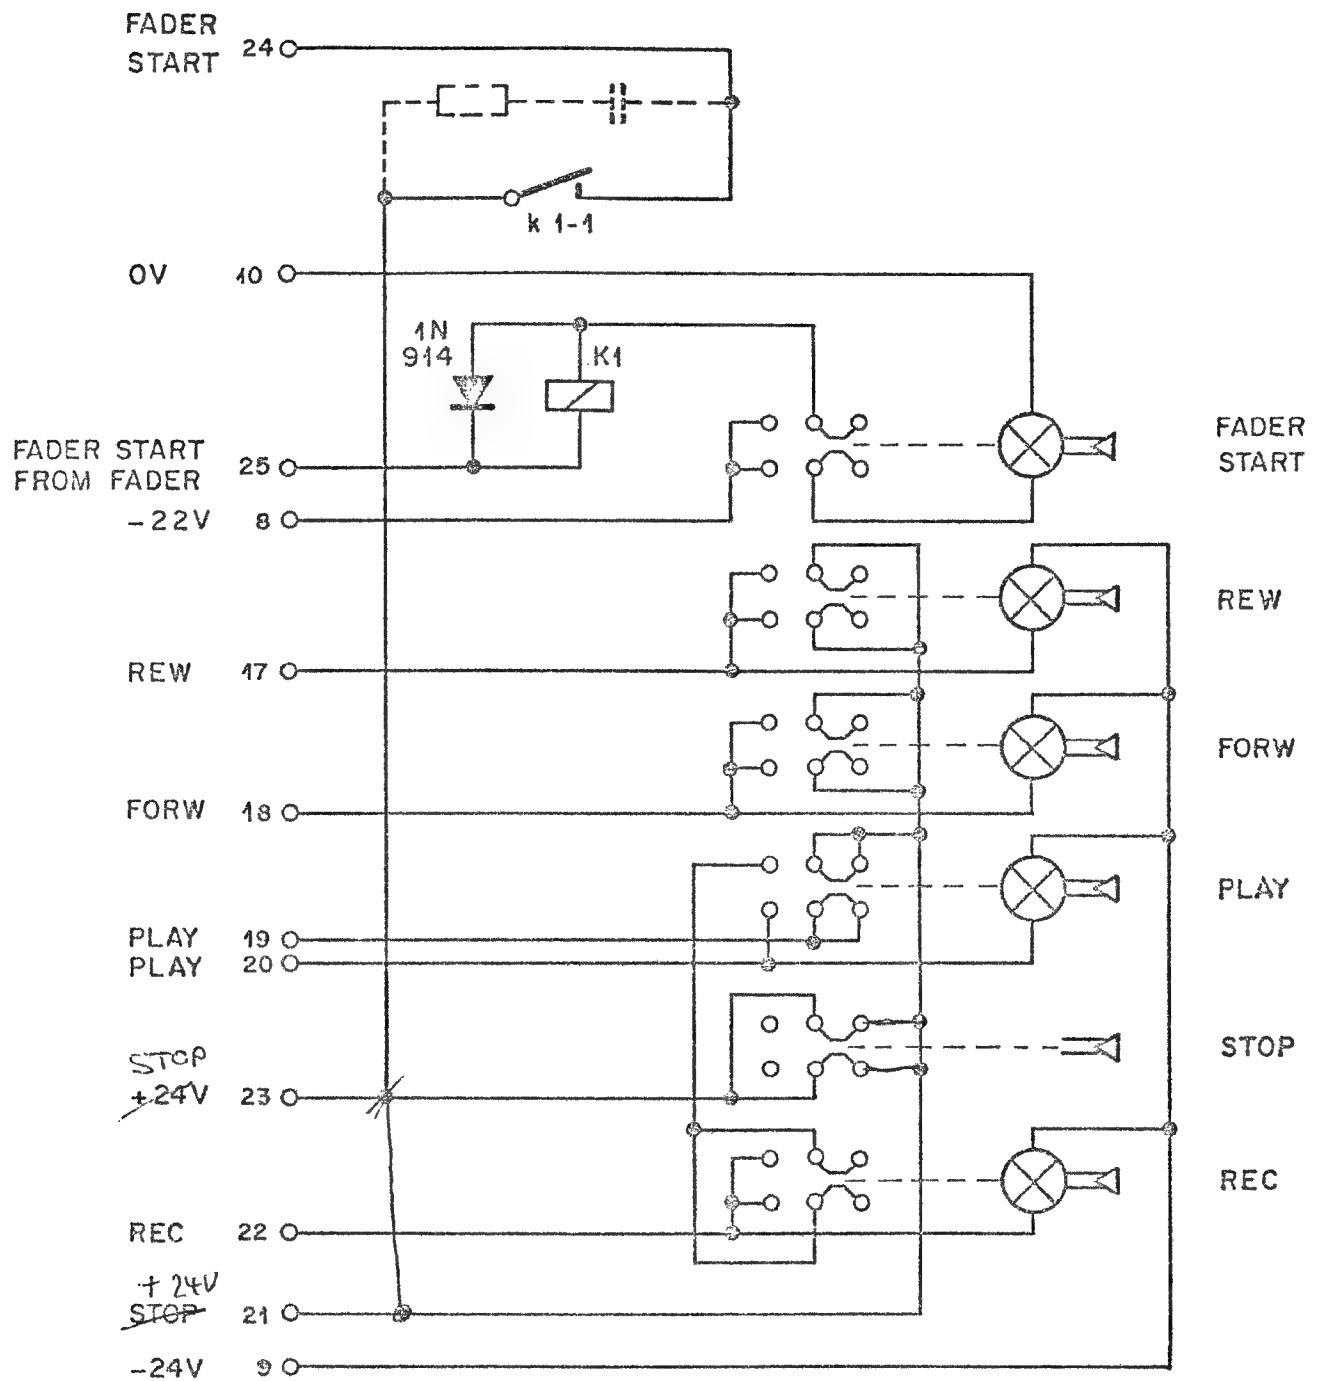 FADER
START 24
k 1-1
0V 10
1N
914 K1
FADER START
FROM FADER 25
FADER
START
-22V 8
REW
REW 17
FORW
FORW 18
PLAY
PLAY 19
PLAY 20
STOP
STOP
+24V 23
REC
REC 22
+24V
STOP 21
-24V 9